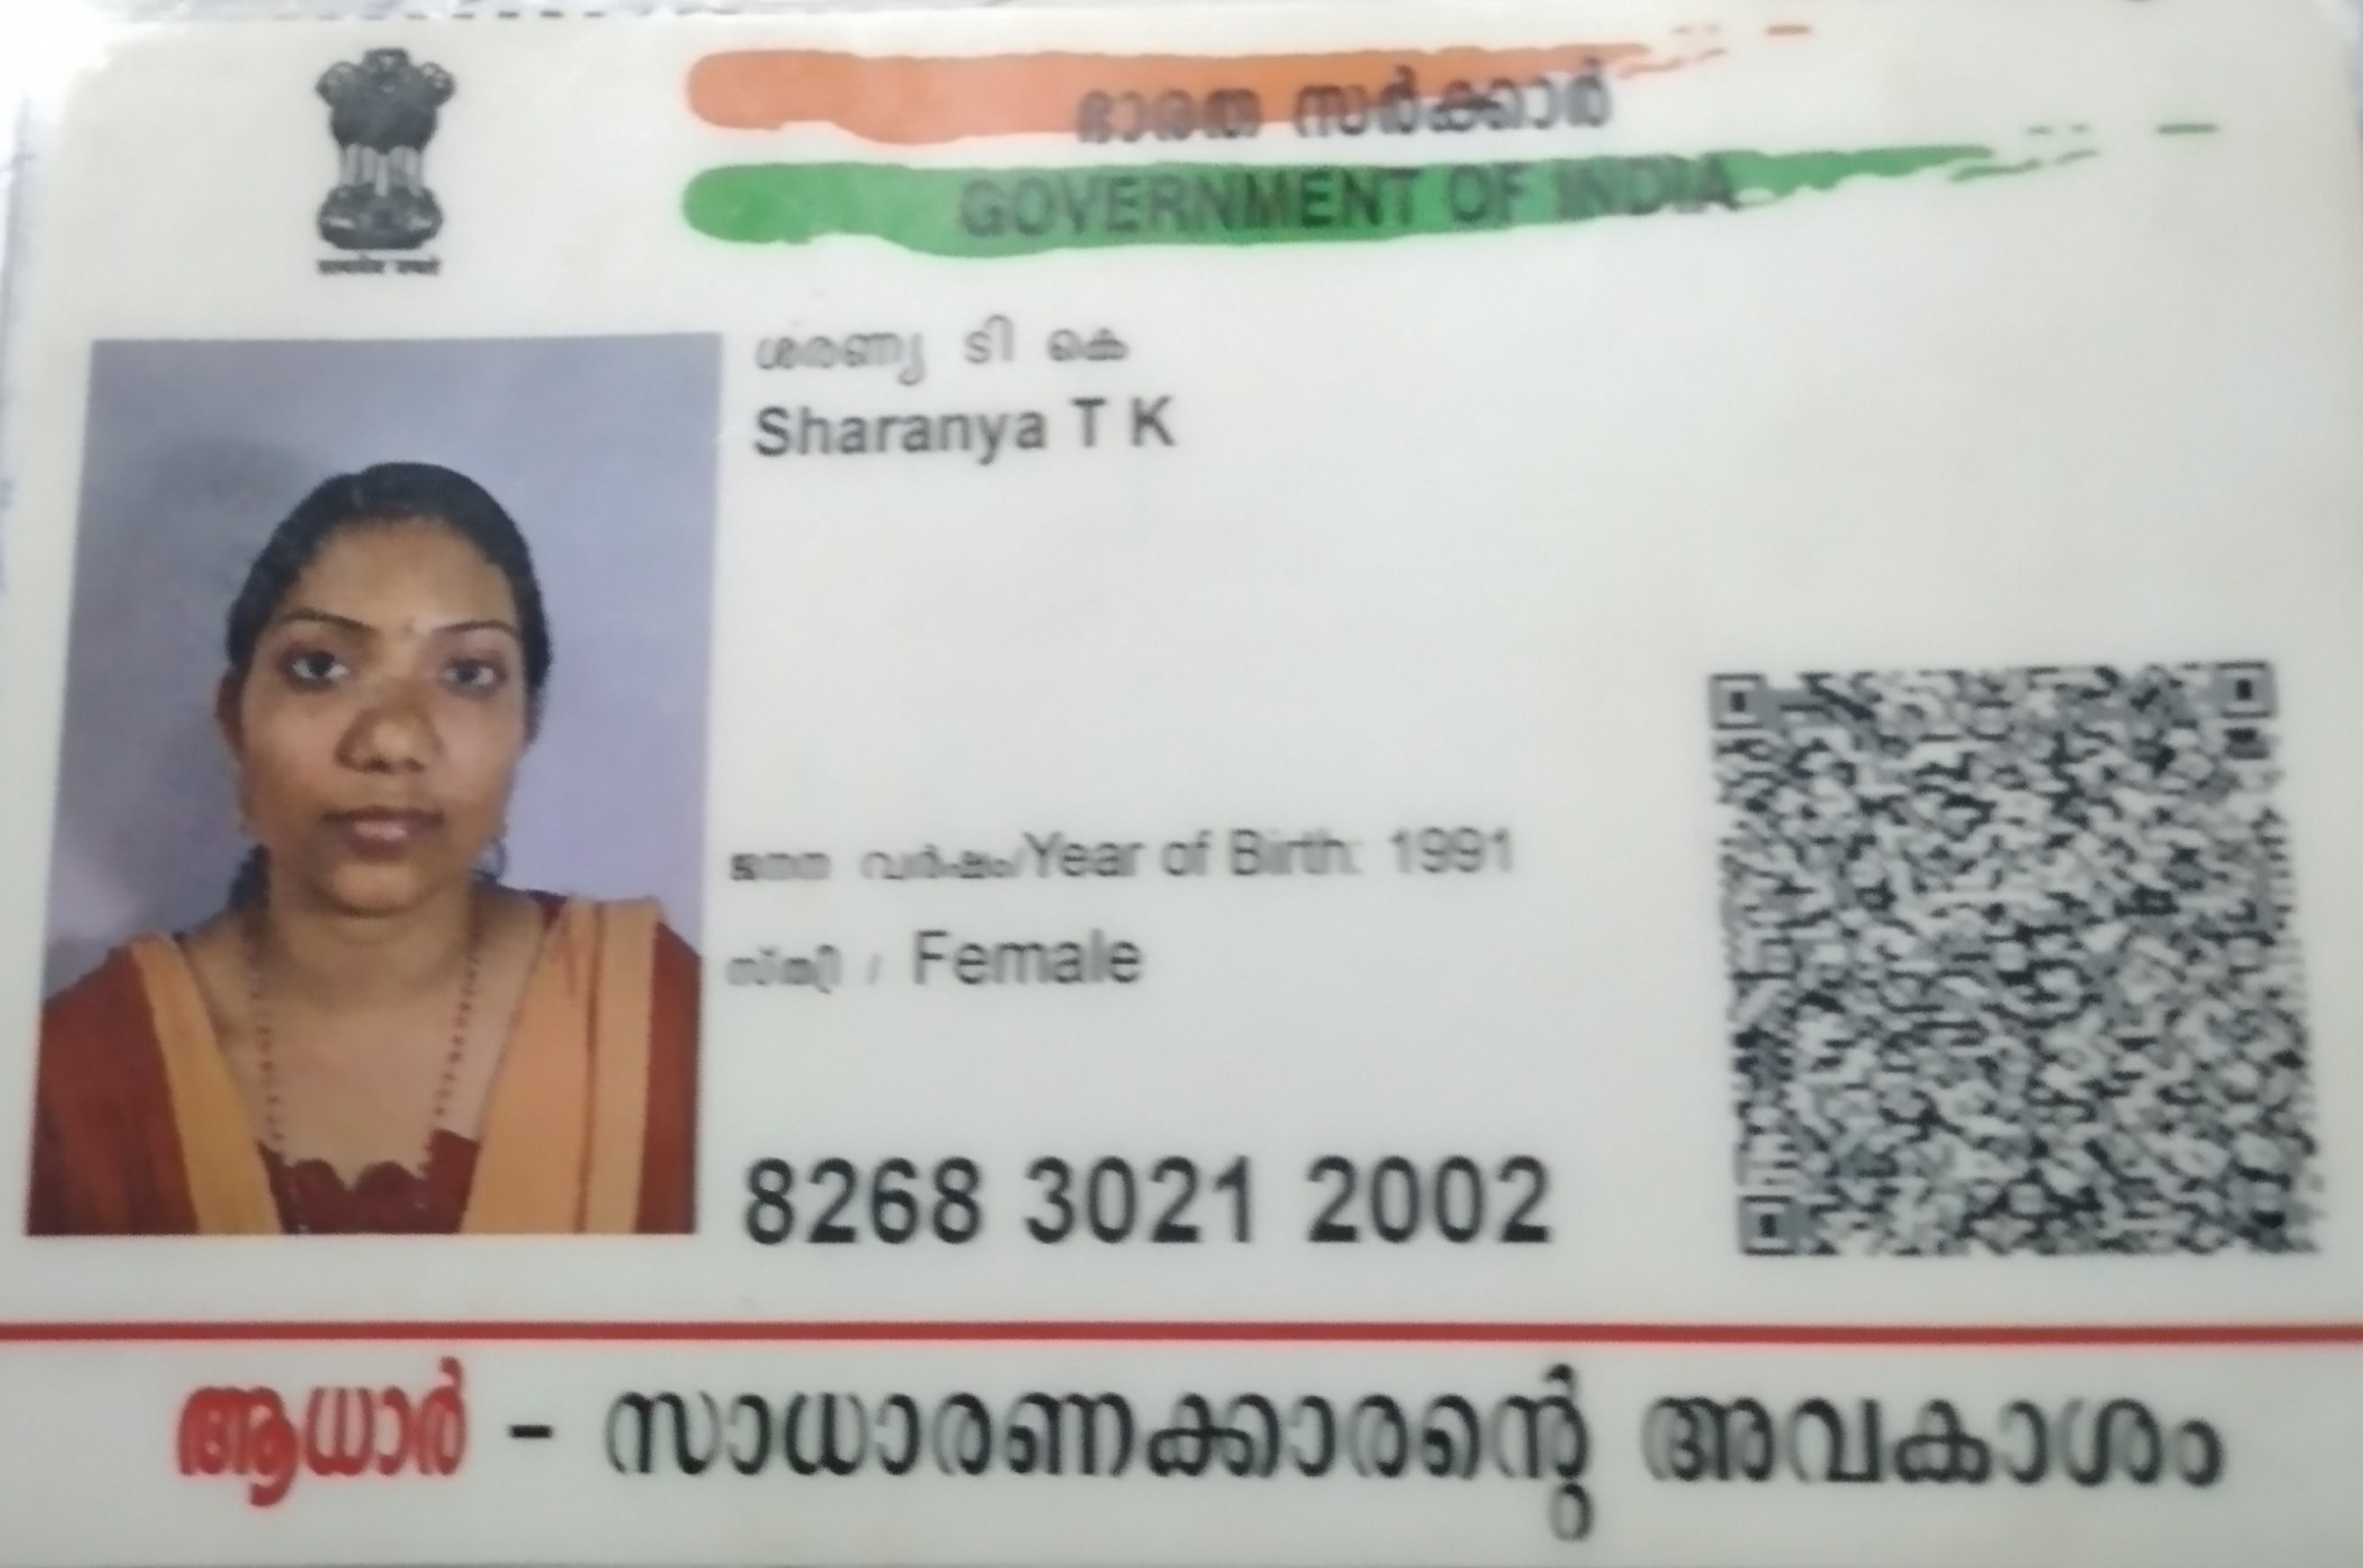 ഭാരത സർക്കാർ
GOVERNMENT OF INDIA
ശരണ്യ ടി കെ
Sharanya T K
ജനന വർഷം/Year of Birth: 1991
സ്ത്രീ / Female
8268 3021 2002
ആധാർ - സാധാരണക്കാരന്റെ അവകാശം